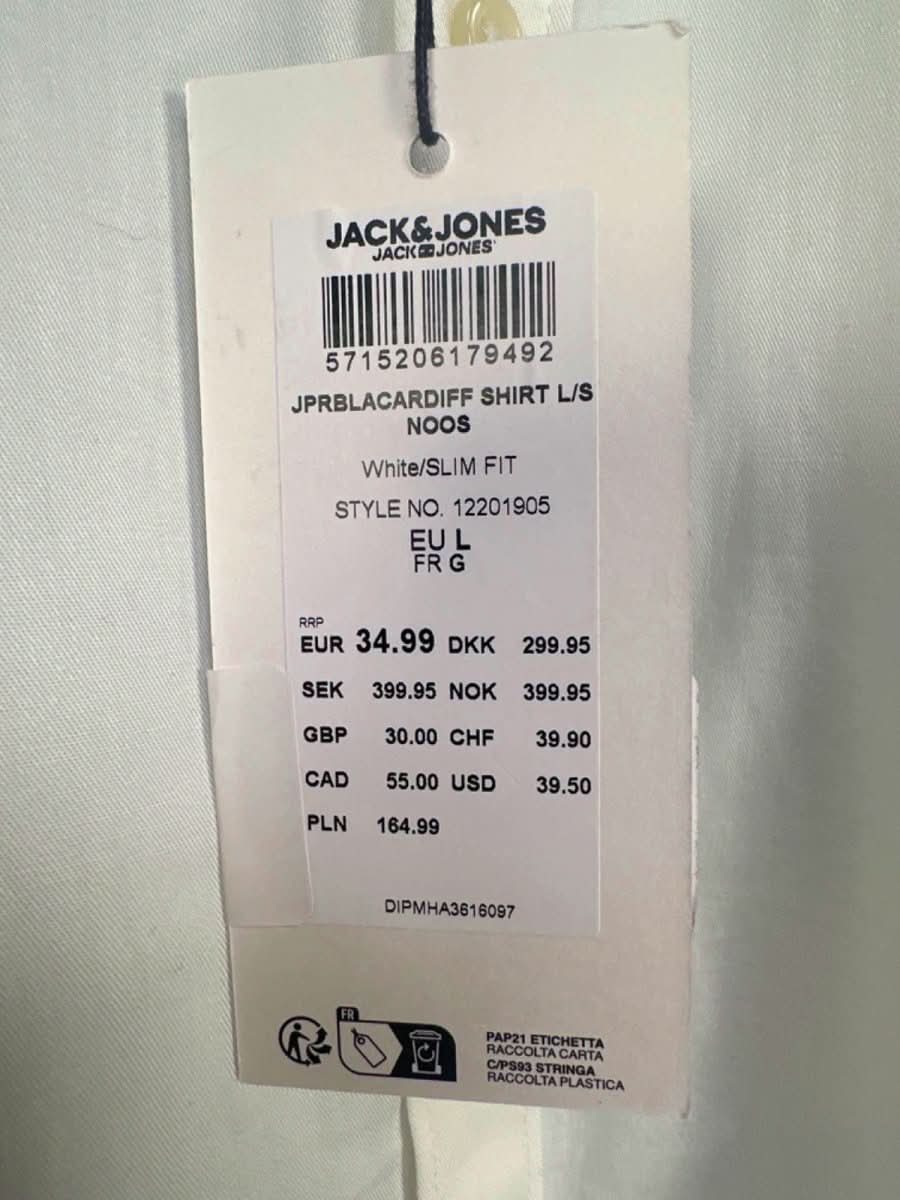 JACK&JONES
JACK&JONES
5715206179492
JPRBLACARDIFF SHIRT L/S
NOOS
White/SLIM FIT
STYLE NO. 12201905
EU L
FR G
RRP
EUR 34.99 DKK 299.95
SEK 399.95 NOK 399.95
GBP 30.00 CHF 39.90
CAD 55.00 USD 39.50
PLN 164.99
DIPMHA3616097
FR
PAP21 ETICHETTA
RACCOLTA CARTA
C/PS93 STRINGA
RACCOLTA PLASTICA